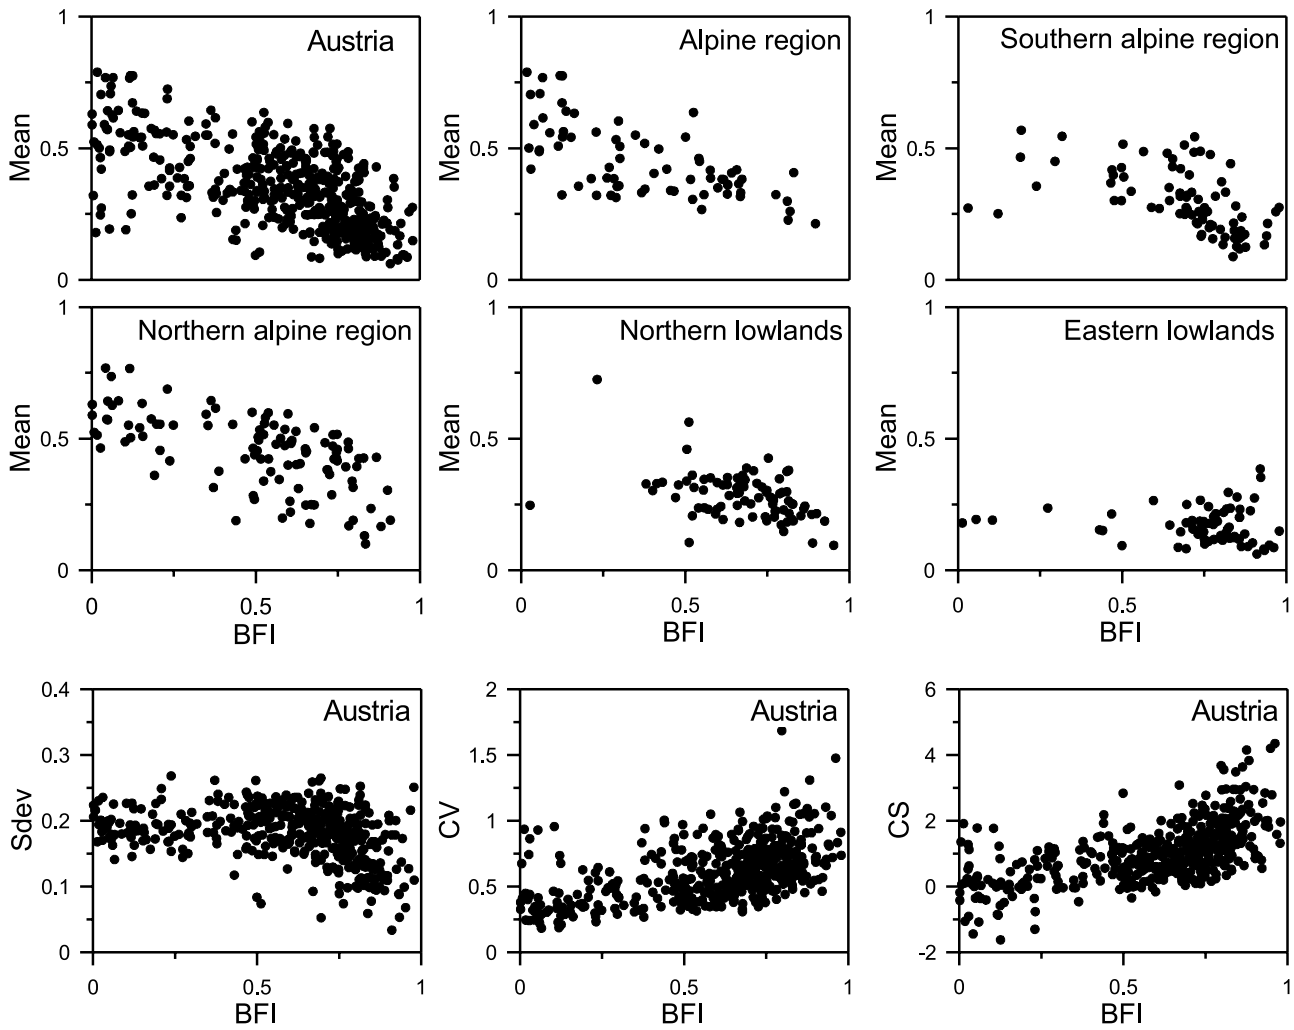 1
Austria
Mean
0.5
0
1
Alpine region
Mean
0.5
0
1
Southern alpine region
Mean
0.5
0
1
Northern alpine region
Mean
0.5
0
0 0.5 1
BFI
1
Northern lowlands
Mean
0.5
0
0 0.5 1
BFI
1
Eastern lowlands
Mean
0.5
0
0 0.5 1
BFI
0.4
Austria
0.3
Sdev
0.2
0.1
0
0 0.5 1
BFI
2
Austria
1.5
CV
1
0.5
0
0 0.5 1
BFI
6
Austria
4
CS
2
0
-2
0 0.5 1
BFI